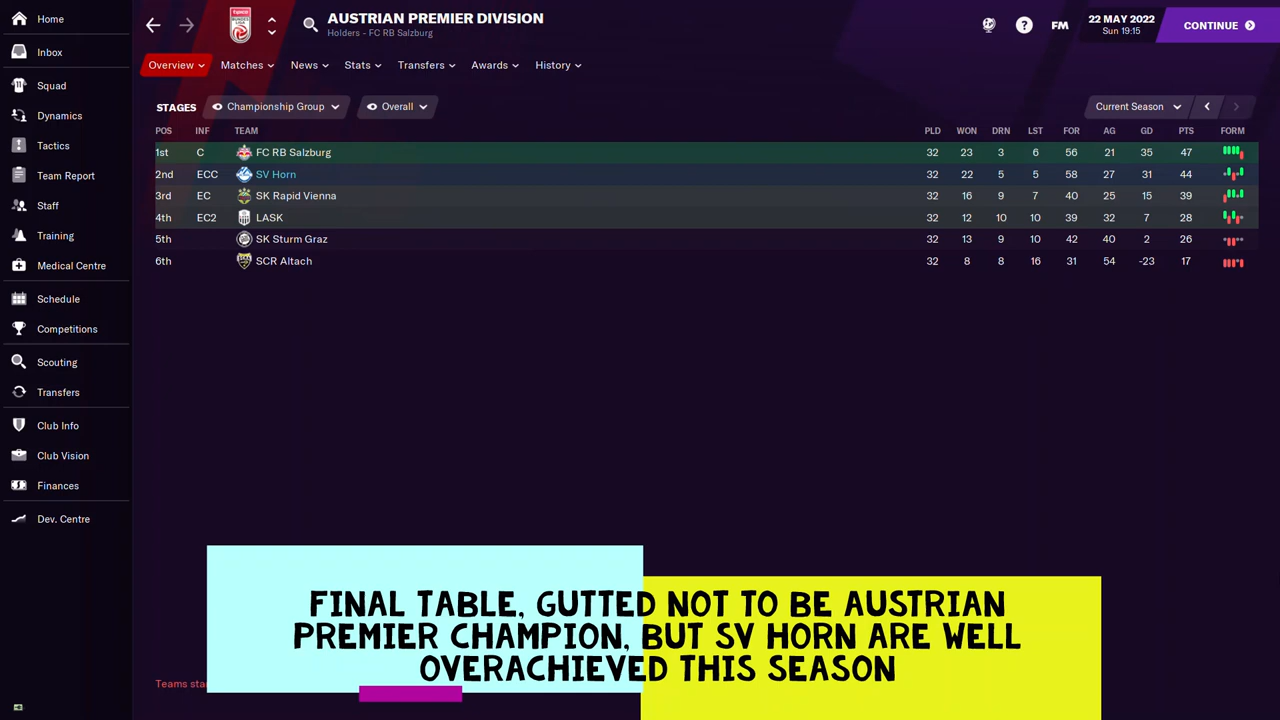 Home
Inbox
Squad
Dynamics
Tactics
Team Report
Staff
Training
Medical Centre
Schedule
Competitions
Scouting
Transfers
Club Info
Club Vision
Finances
Dev. Centre
AUSTRIAN PREMIER DIVISION
Holders - FC RB Salzburg
FM
22 MAY 2022
Sun 19:15
CONTINUE
Overview Matches News Stats Transfers Awards History
STAGES Championship Group Overall Current Season
POS INF TEAM PLD WON DRN LST FOR AG GD PTS FORM
1st C FC RB Salzburg 32 23 3 6 56 21 35 47
2nd ECC SV Horn 32 22 5 5 58 27 31 44
3rd EC SK Rapid Vienna 32 16 9 7 40 25 15 39
4th EC2 LASK 32 12 10 10 39 32 7 28
5th SK Sturm Graz 32 13 9 10 42 40 2 26
6th SCR Altach 32 8 8 16 31 54 -23 17
FINAL TABLE, GUTTED NOT TO BE AUSTRIAN
PREMIER CHAMPION, BUT SV HORN ARE WELL
OVERACHIEVED THIS SEASON
Teams